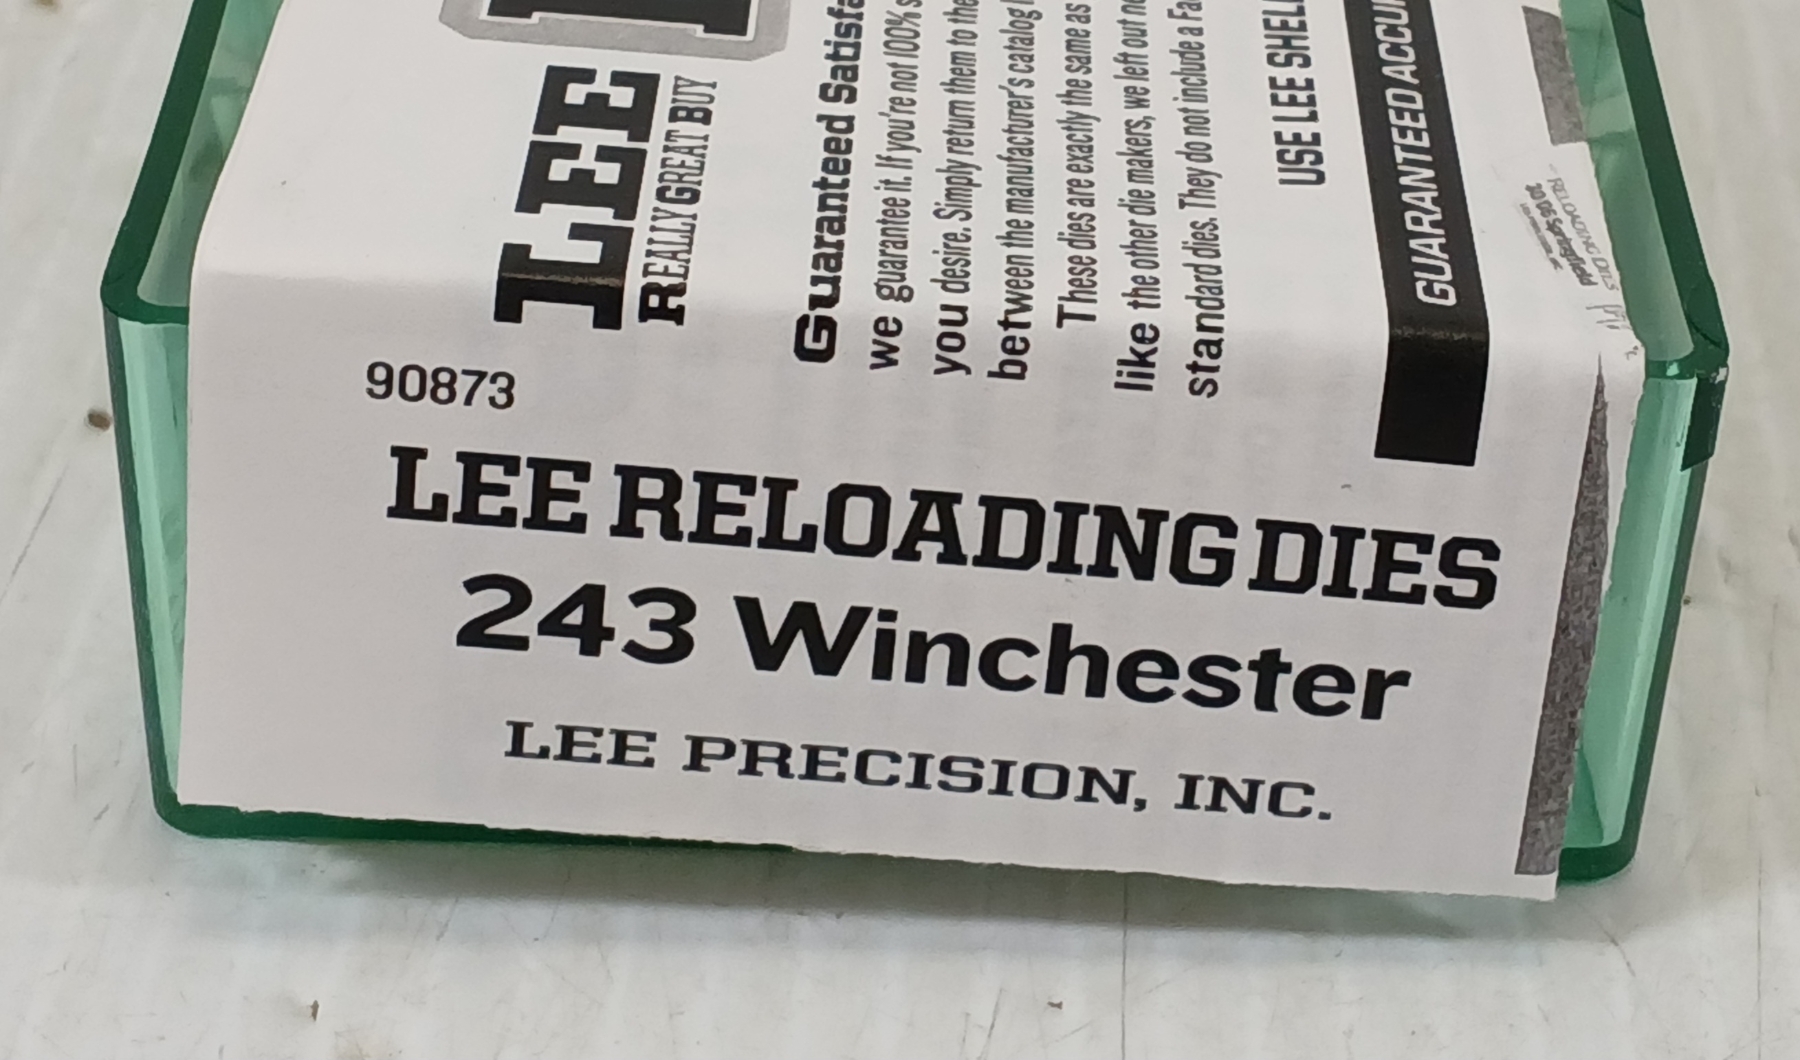 90873
LEE RELOADING DIES
243 Winchester
LEE PRECISION, INC.
LEE
REALLY GREAT BUY
Guaranteed
we guarantee it. If you're not 100%
you desire. Simply return them to the
between the manufacturer's catalog
These dies are exactly the same as
like the other die makers, we left out
standard dies. They do not include a
USE LEE
GUARANTEED